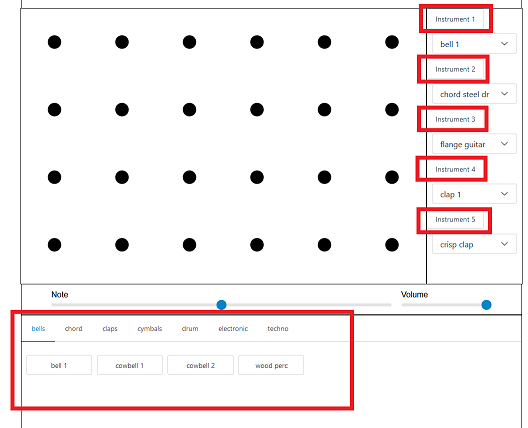 Instrument 1
bell 1
Instrument 2
chord steel dr
Instrument 3
flange guitar
Instrument 4
clap 1
Instrument 5
crisp clap
Note Volume
bells chord claps cymbals drum electronic techno
bell 1 cowbell 1 cowbell 2 wood perc